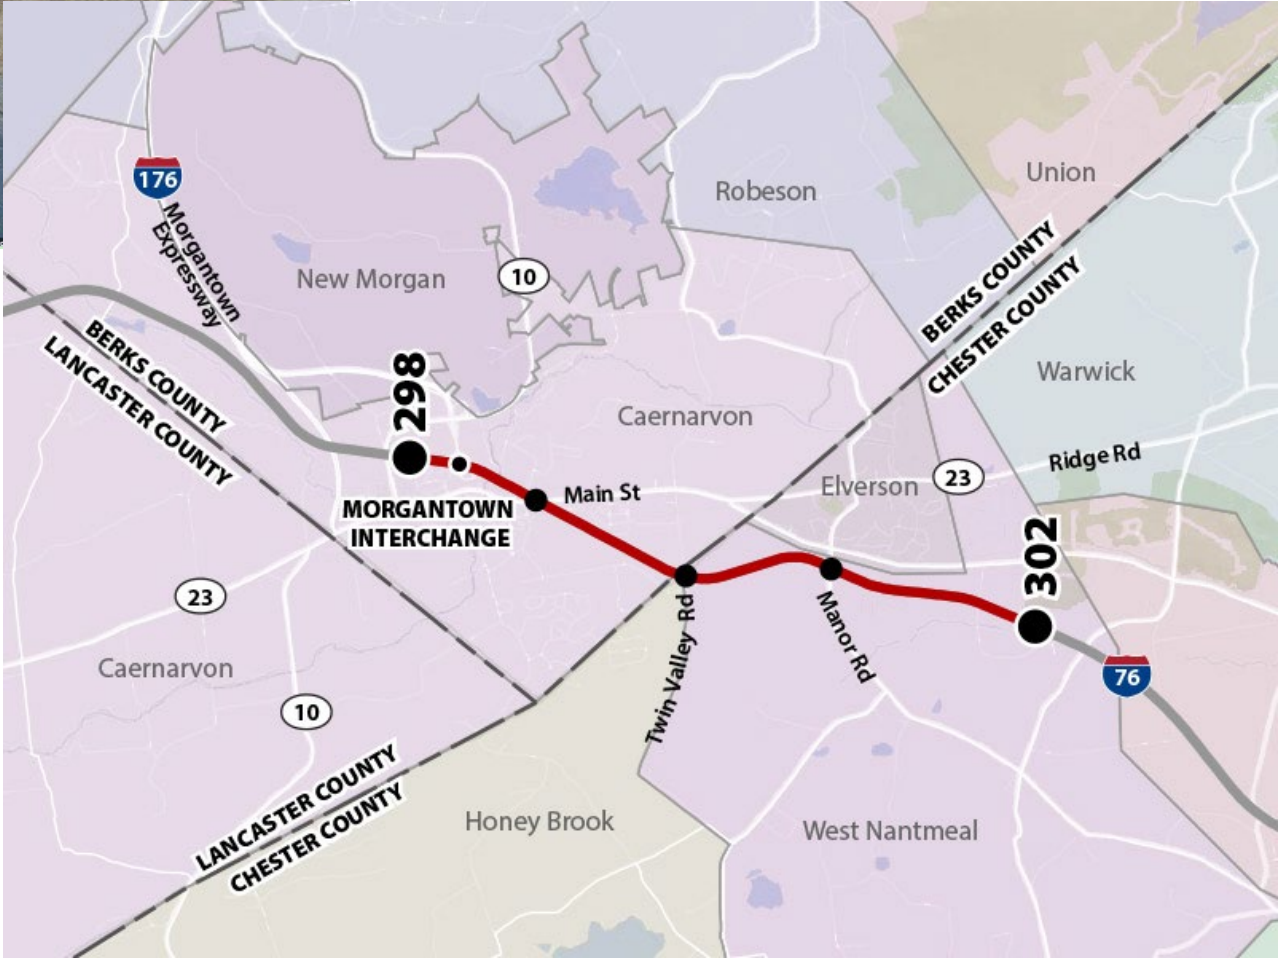 176
Morgantown
Expressway
Union
Robeson
New Morgan
10
BERKS COUNTY
CHESTER COUNTY
BERKS COUNTY
LANCASTER COUNTY
298
Warwick
Caernarvon
Ridge Rd
Elverson
23
Main St
MORGANTOWN
INTERCHANGE
302
23
Twin Valley Rd
Manor Rd
Caernarvon
76
10
LANCASTER COUNTY
CHESTER COUNTY
Honey Brook
West Nantmeal